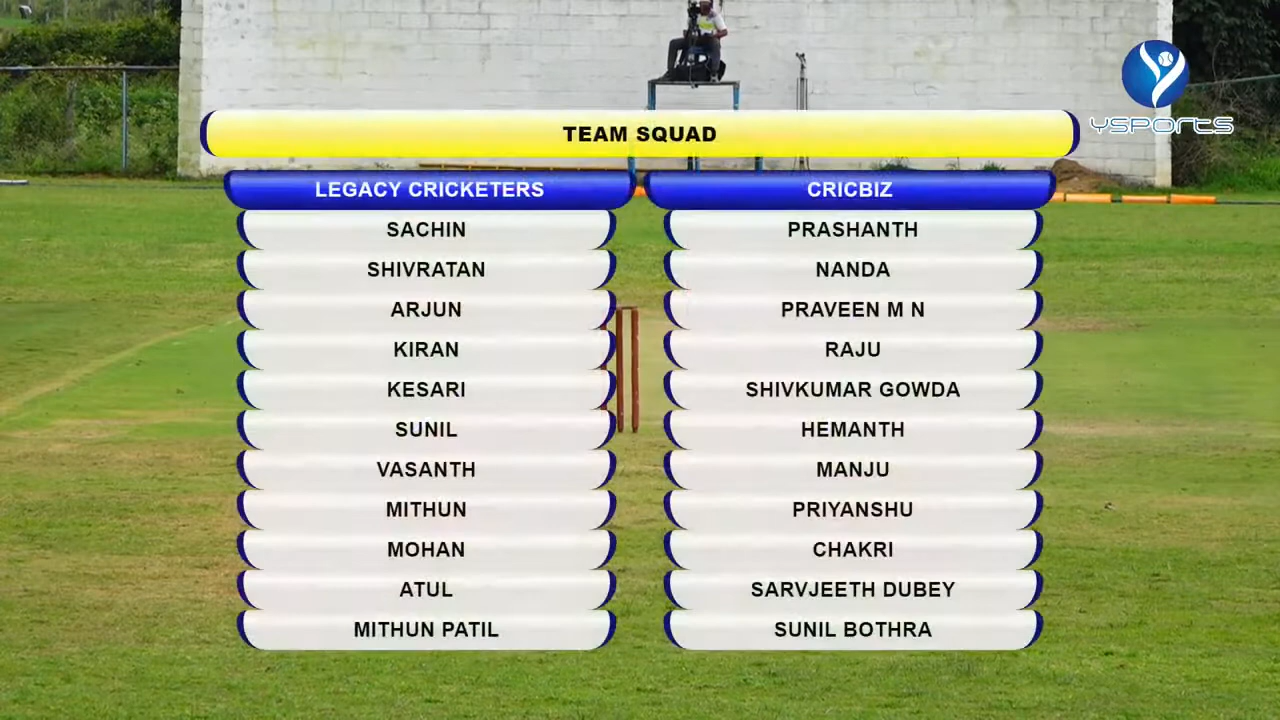 YSPORTS
TEAM SQUAD
LEGACY CRICKETERS
CRICBIZ
SACHIN
PRASHANTH
SHIVRATAN
NANDA
ARJUN
PRAVEEN M N
KIRAN
RAJU
KESARI
SHIVKUMAR GOWDA
SUNIL
HEMANTH
VASANTH
MANJU
MITHUN
PRIYANSHU
MOHAN
CHAKRI
ATUL
SARVJEETH DUBEY
MITHUN PATIL
SUNIL BOTHRA